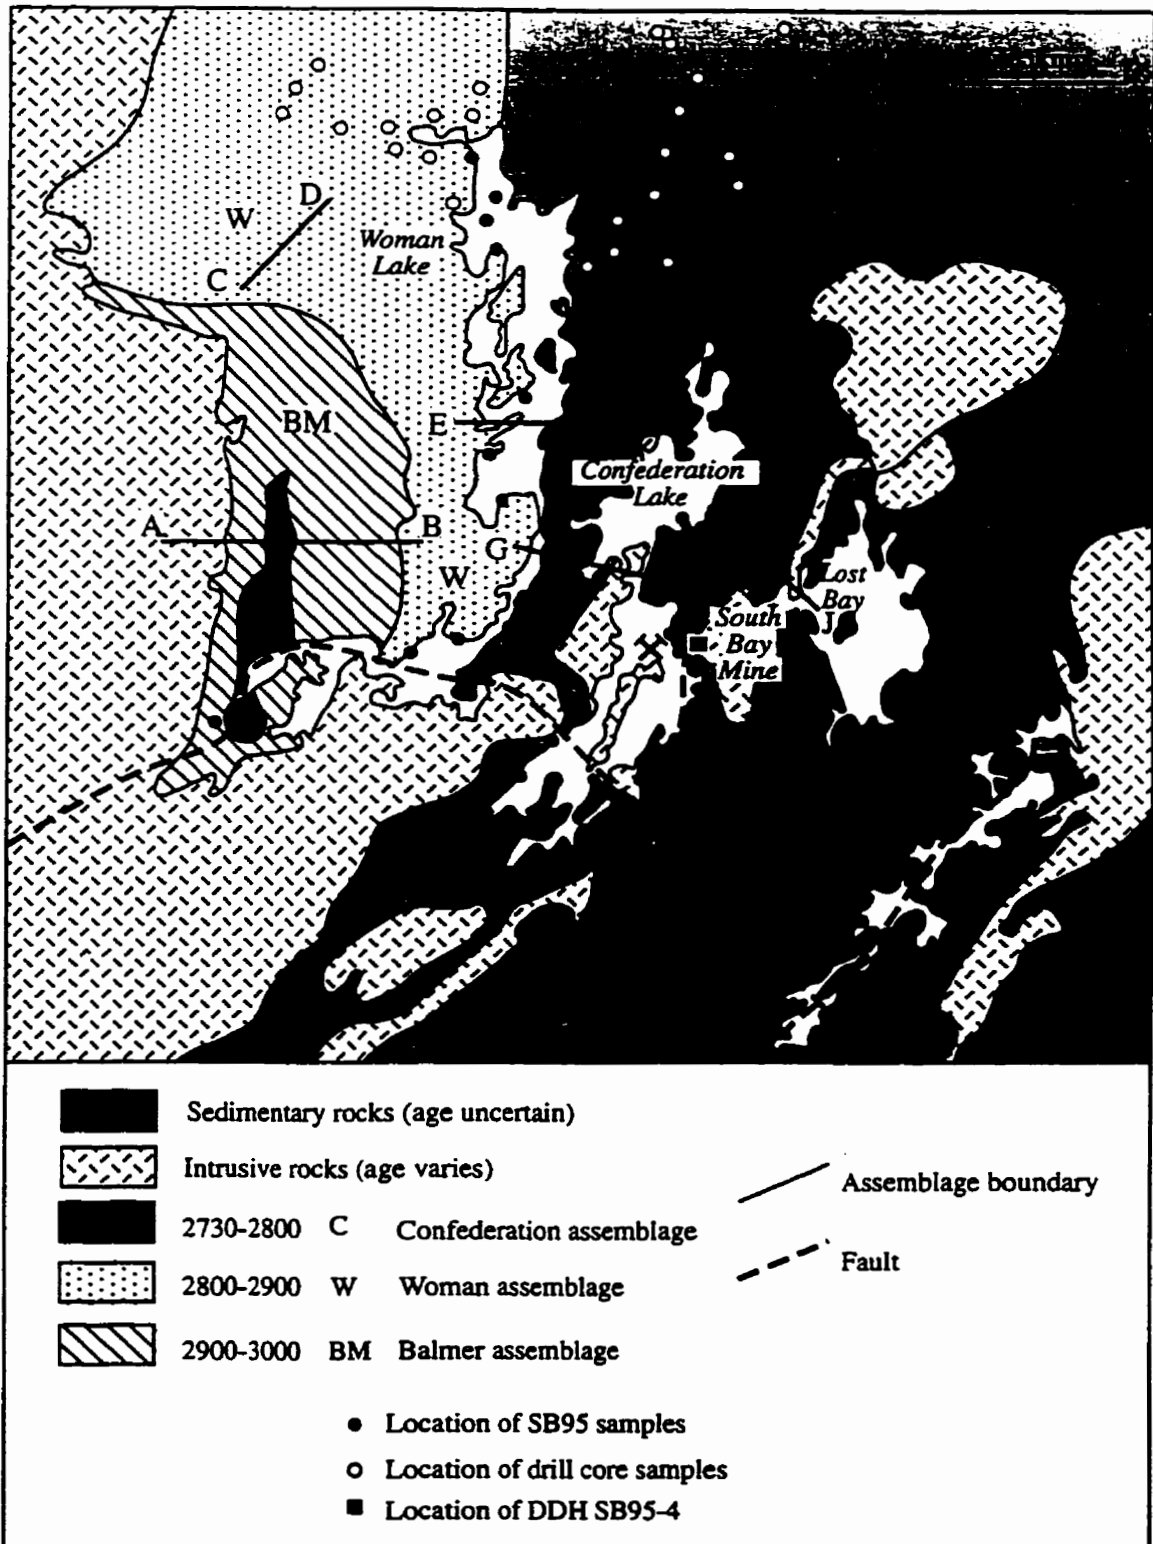 D
W
Woman
Lake
C
BM
E
Confederation
Lake
A
B
G
W
Lost
Bay
J
South
Bay
Mine
I
Sedimentary rocks (age uncertain)
Intrusive rocks (age varies)
2730-2800 C Confederation assemblage
2800-2900 W Woman assemblage
2900-3000 BM Balmer assemblage
Assemblage boundary
Fault
Location of SB95 samples
Location of drill core samples
Location of DDH SB95-4